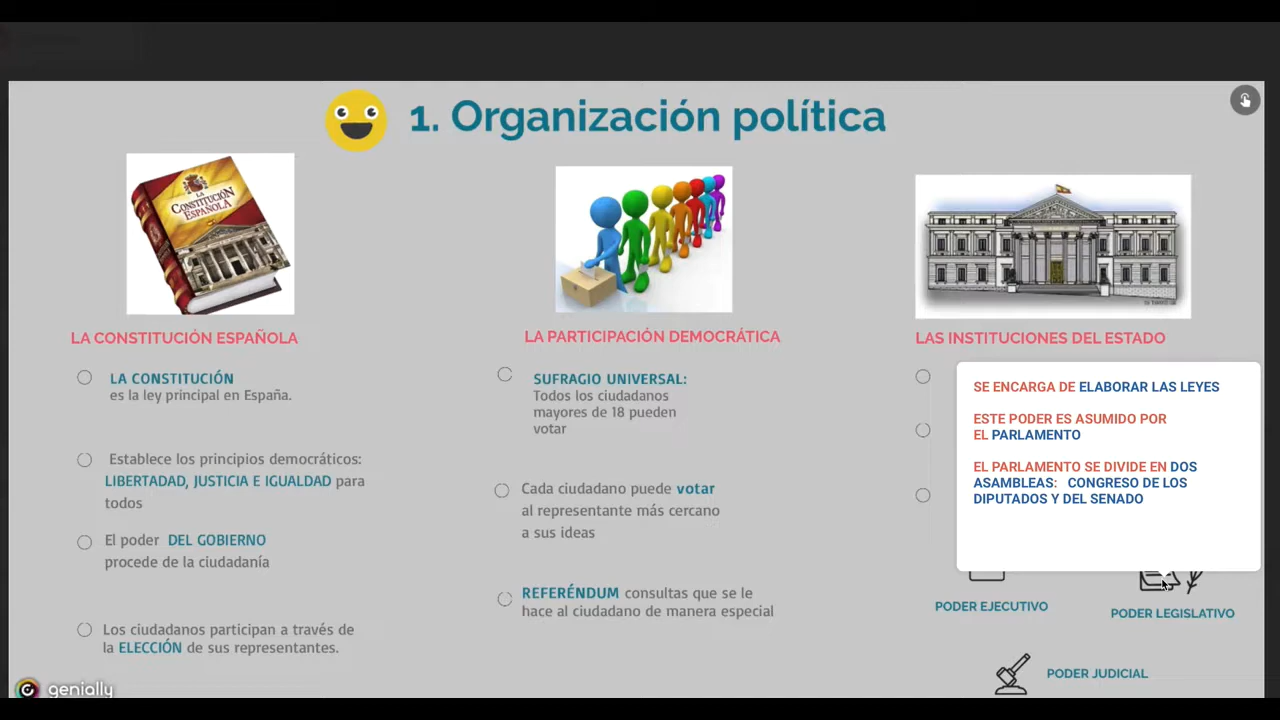 1. Organización política
LA
CONSTITUCIÓN
ESPAÑOLA
LA CONSTITUCIÓN ESPAÑOLA
LA CONSTITUCIÓN
es la ley principal en España.
Establece los principios democráticos:
LIBERTADAD, JUSTICIA E IGUALDAD para
todos
El poder DEL GOBIERNO
procede de la ciudadanía
Los ciudadanos participan a través de
la ELECCIÓN de sus representantes.
LA PARTICIPACIÓN DEMOCRÁTICA
SUFRAGIO UNIVERSAL:
Todos los ciudadanos
mayores de 18 pueden
votar
Cada ciudadano puede votar
al representante más cercano
a sus ideas
REFERÉNDUM consultas que se le
hace al ciudadano de manera especial
LAS INSTITUCIONES DEL ESTADO
SE ENCARGA DE ELABORAR LAS LEYES
ESTE PODER ES ASUMIDO POR
EL PARLAMENTO
EL PARLAMENTO SE DIVIDE EN DOS
ASAMBLEAS: CONGRESO DE LOS
DIPUTADOS Y DEL SENADO
PODER EJECUTIVO
PODER LEGISLATIVO
PODER JUDICIAL
genially